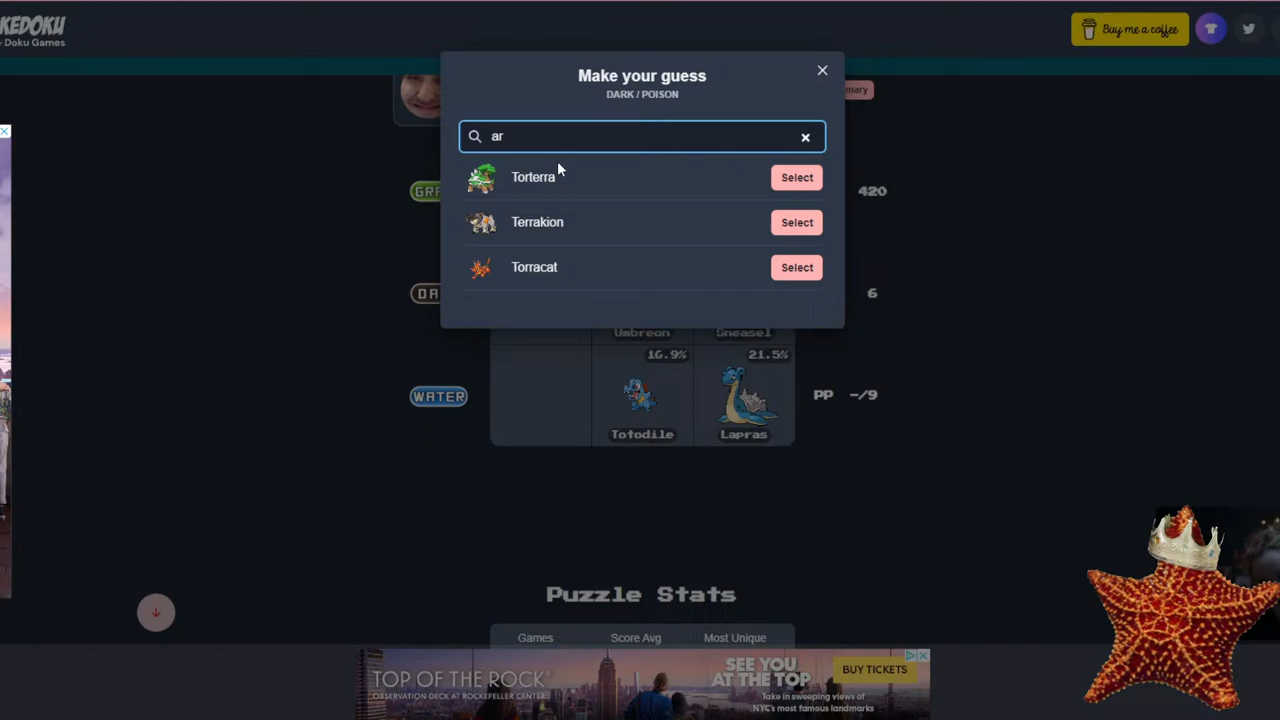 KEDOKU
Doku Games
Buy me a coffee
Make your guess
DARK / POISON
mary
ar
Torterra
Select
GR
420
Terrakion
Select
Torracat
Select
DA
6
Umbreon
Sneasel
16.9%
21.5%
WATER
PP -/9
Totodile
Lapras
Puzzle Stats
Games
Score Avg
Most Unique
TOP OF THE ROCK
OBSERVATION DECK AT ROCKEFELLER CENTER
SEE YOU
AT THE TOP
Take in sweeping views of
NYC's most famous landmarks
BUY TICKETS